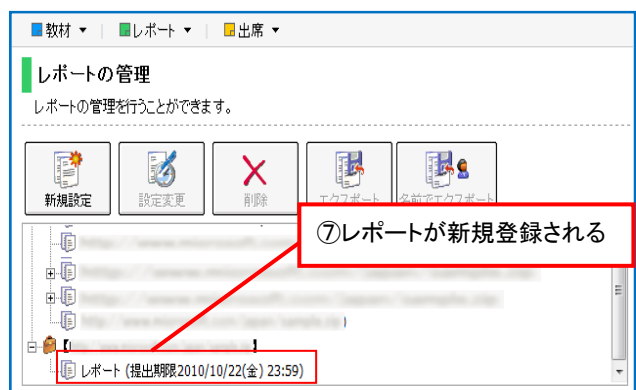 教材 ▼ | レポート ▼ | 出席 ▼
レポートの管理
レポートの管理を行うことができます。
新規設定 設定変更 削除 エクスポート 名前でエクスポート
⑦レポートが新規登録される
)
【 】
レポート (提出期限2010/10/22(金) 23:59)